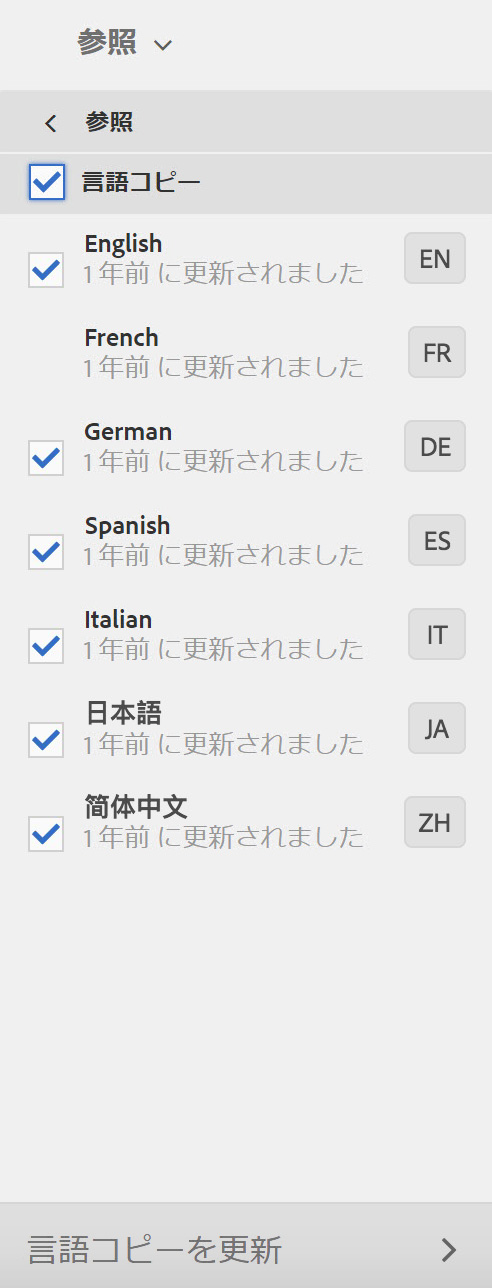 参照
参照
言語コピー
English
EN
1 年前 に更新されました
French
FR
1 年前 に更新されました
German
DE
1 年前 に更新されました
Spanish
ES
1 年前 に更新されました
Italian
IT
1 年前 に更新されました
日本語
JA
1 年前 に更新されました
简体中文
ZH
1 年前 に更新されました
言語コピーを更新